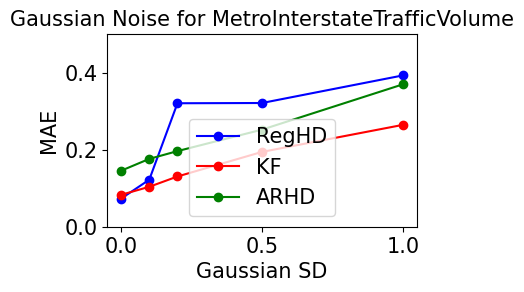 Gaussian Noise for MetroInterstateTrafficVolume
MAE
0.4
0.2
0.0
RegHD
KF
ARHD
0.0 0.5 1.0
Gaussian SD